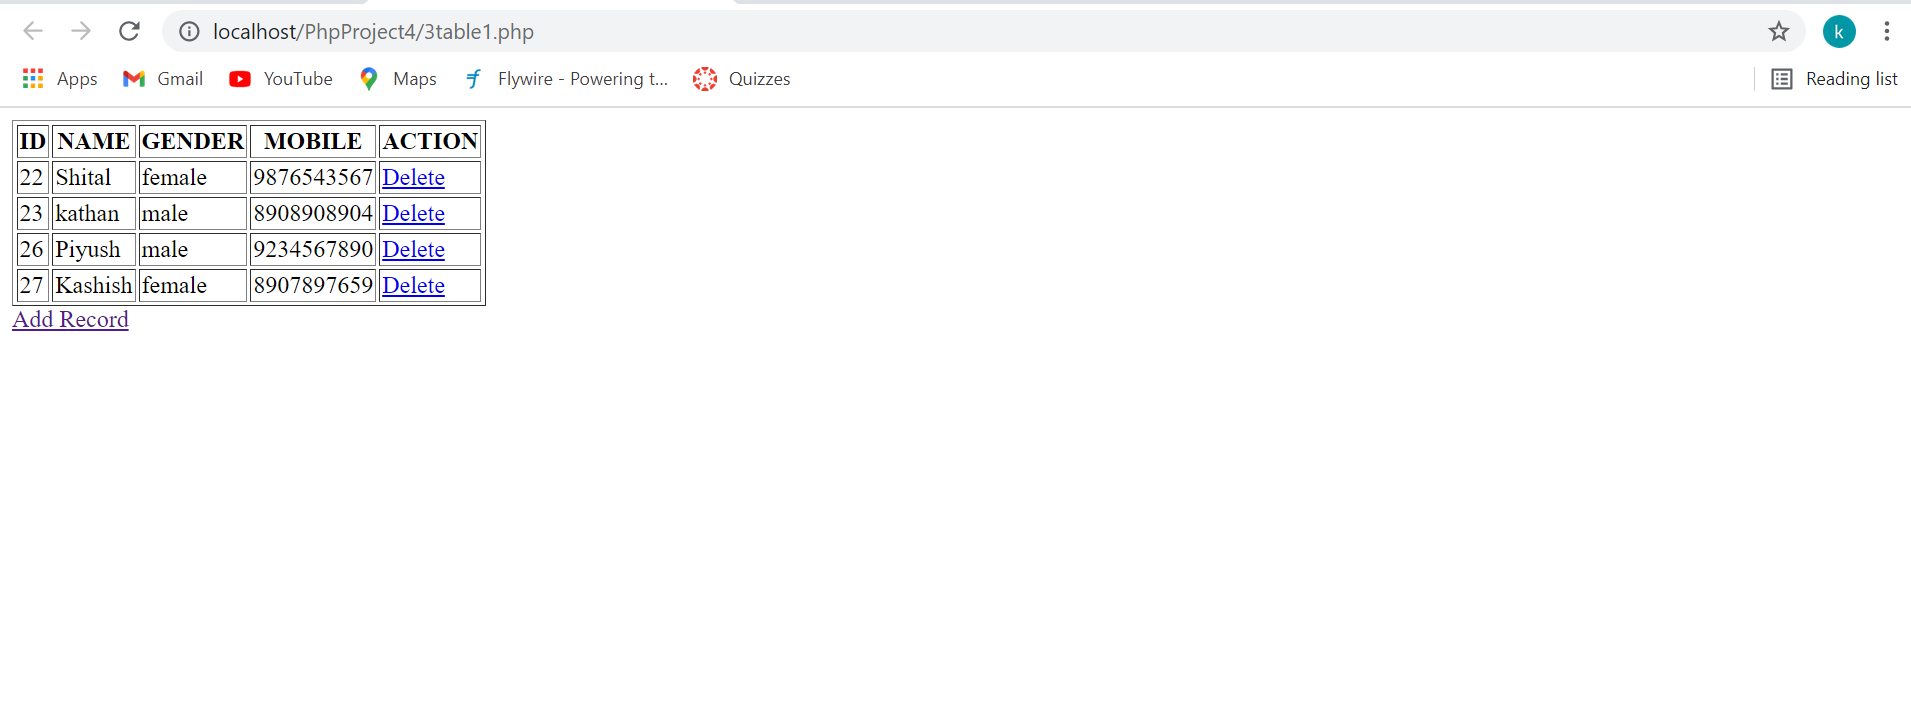 localhost/PhpProject4/3table1.php k
Apps Gmail YouTube Maps Flywire - Powering t... Quizzes Reading list
ID NAME GENDER MOBILE ACTION
22 Shital female 9876543567 Delete
23 kathan male 8908908904 Delete
26 Piyush male 9234567890 Delete
27 Kashish female 8907897659 Delete
Add Record